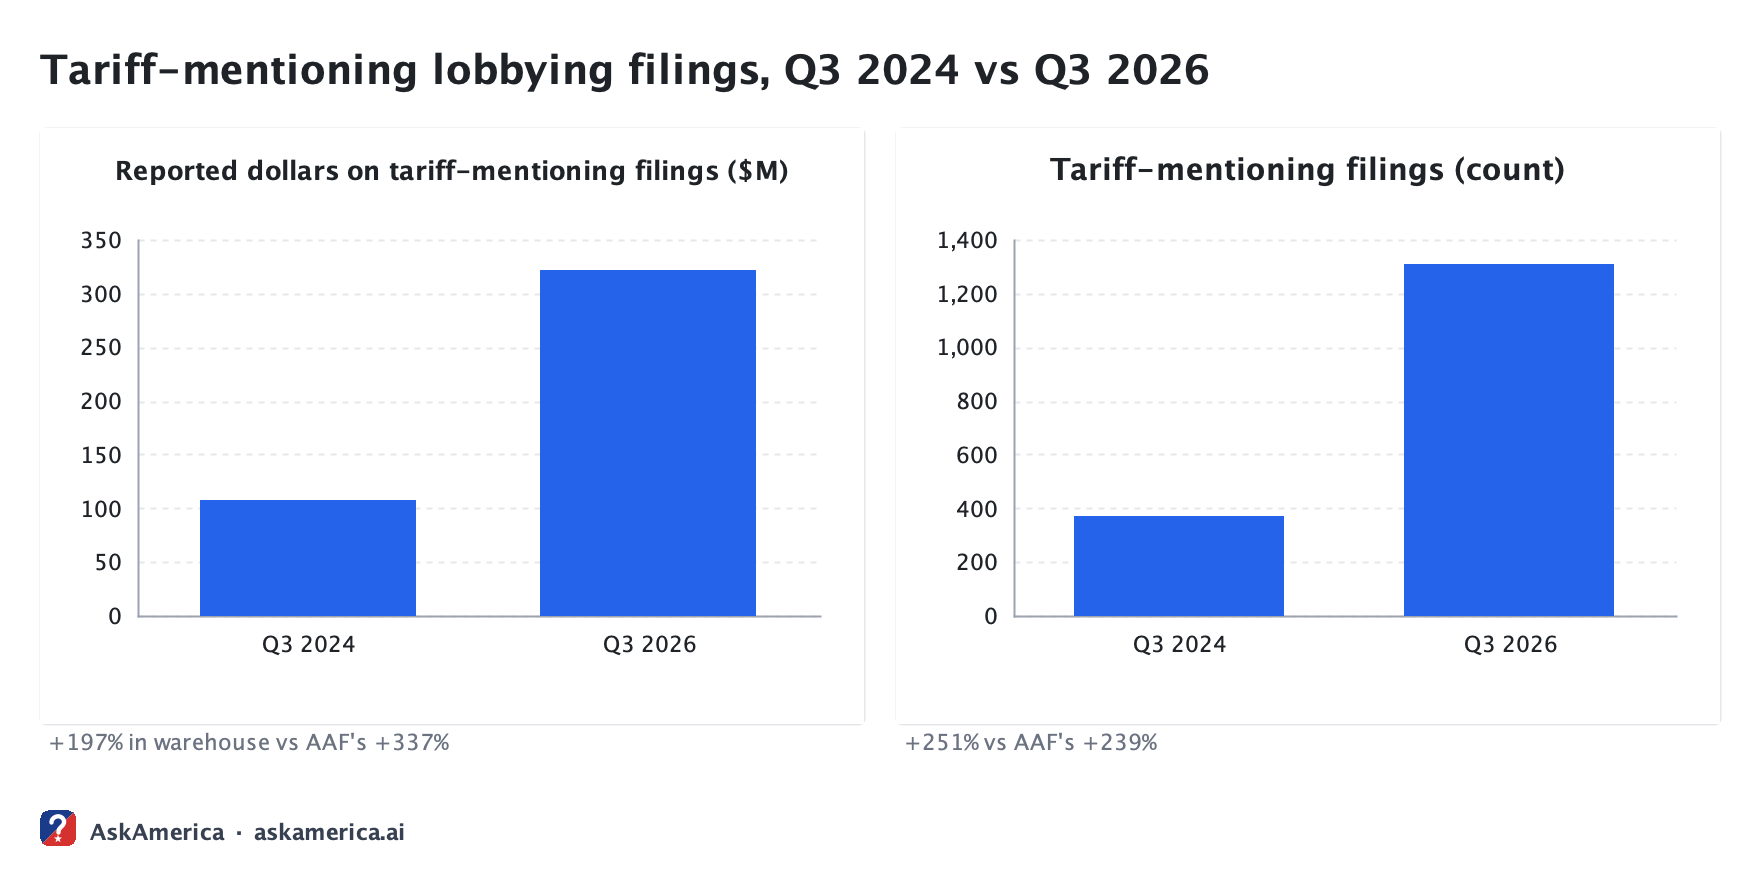 Tariff-mentioning lobbying filings, Q3 2024 vs Q3 2026
Reported dollars on tariff-mentioning filings ($M)
350
300
250
200
150
100
50
0
Q3 2024
Q3 2026
+197% in warehouse vs AAF's +337%
Tariff-mentioning filings (count)
1,400
1,200
1,000
800
600
400
200
0
Q3 2024
Q3 2026
+251% vs AAF's +239%
? AskAmerica · askamerica.ai